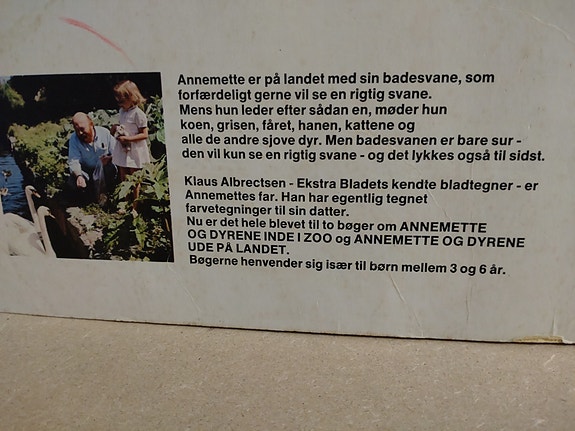 Annemette er på landet med sin badesvane, som
forfærdeligt gerne vil se en rigtig svane.
Mens hun leder efter sådan en, møder hun
koen, grisen, fåret, hanen, kattene og
alle de andre sjove dyr. Men badesvanen er bare sur -
den vil kun se en rigtig svane - og det lykkes også til sidst.
Klaus Albrectsen - Ekstra Bladets kendte bladtegner - er
Annemettes far. Han har egentlig tegnet
farvetegninger til sin datter.
Nu er det hele blevet til to bøger om ANNEMETTE
OG DYRENE INDE I ZOO og ANNEMETTE OG DYRENE
UDE PÅ LANDET.
Bøgerne henvender sig især til børn mellem 3 og 6 år.